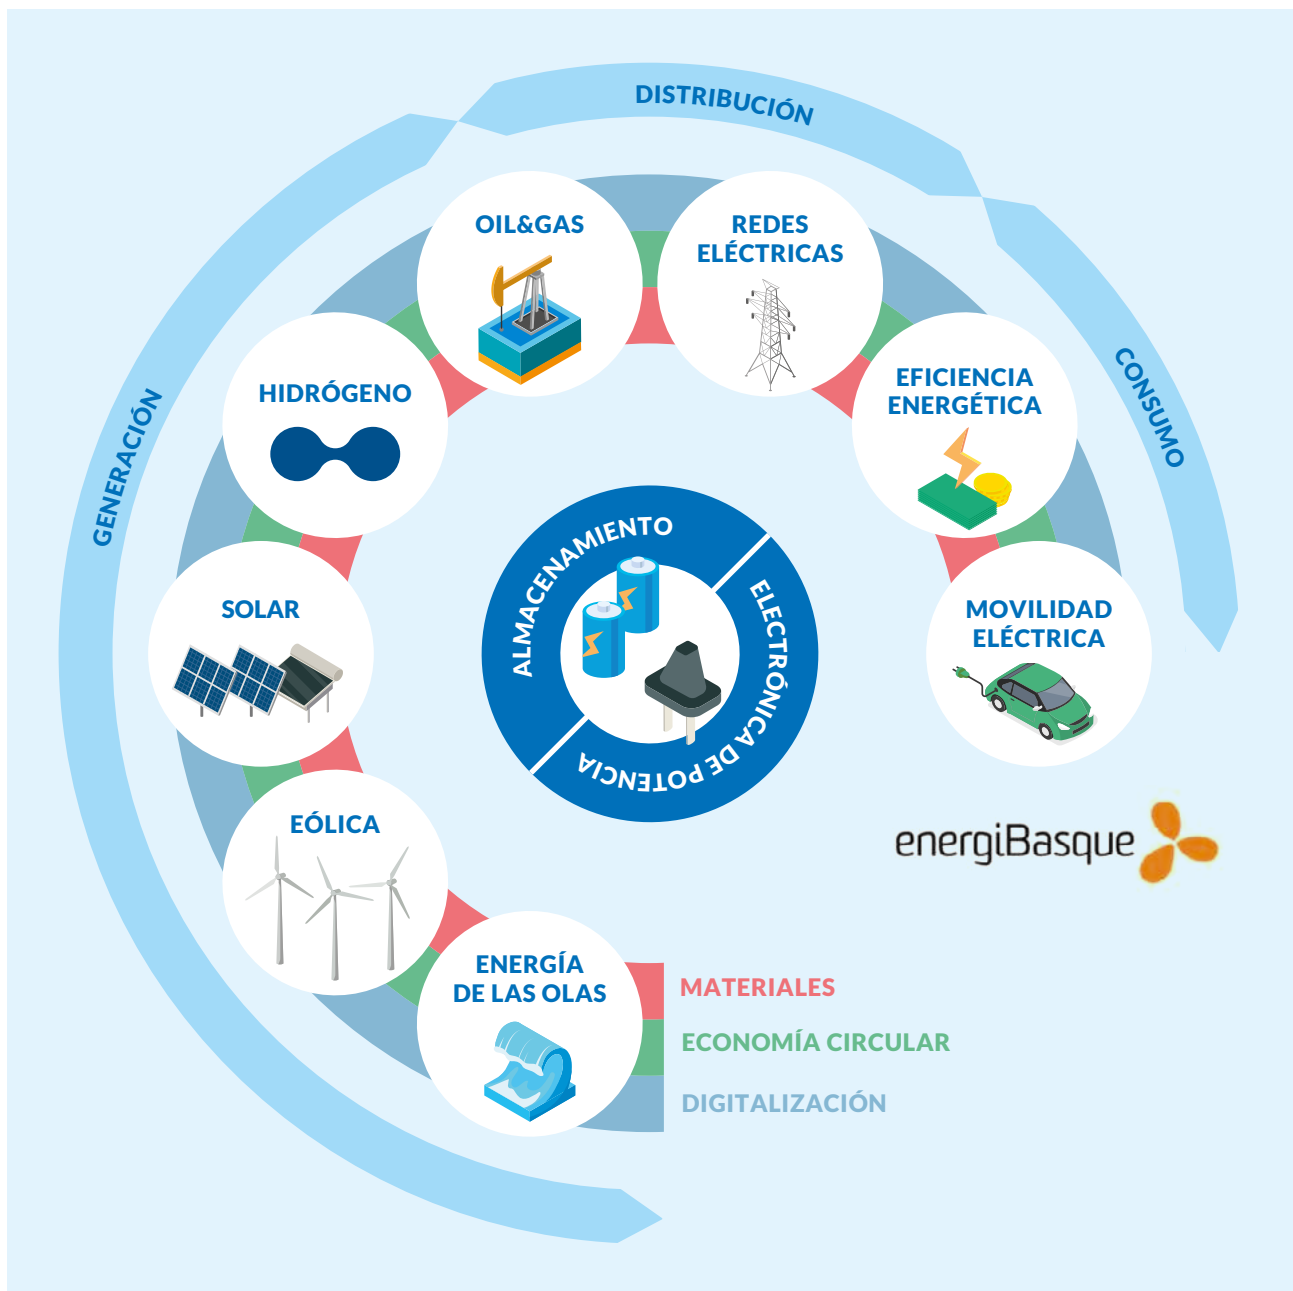 DISTRIBUCIÓN
GENERACIÓN
CONSUMO
OIL&GAS
REDES
ELÉCTRICAS
HIDRÓGENO
EFICIENCIA
ENERGÉTICA
SOLAR
MOVILIDAD
ELÉCTRICA
ALMACENAMIENTO
ELECTRÓNICA DE POTENCIA
EÓLICA
energiBasque
ENERGÍA
DE LAS OLAS
MATERIALES
ECONOMÍA CIRCULAR
DIGITALIZACIÓN